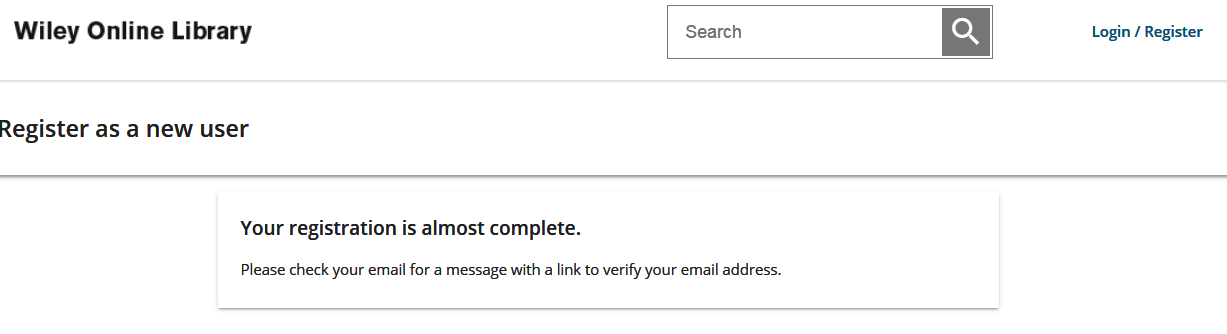 Wiley Online Library
Search
Login / Register
Register as a new user
Your registration is almost complete.
Please check your email for a message with a link to verify your email address.